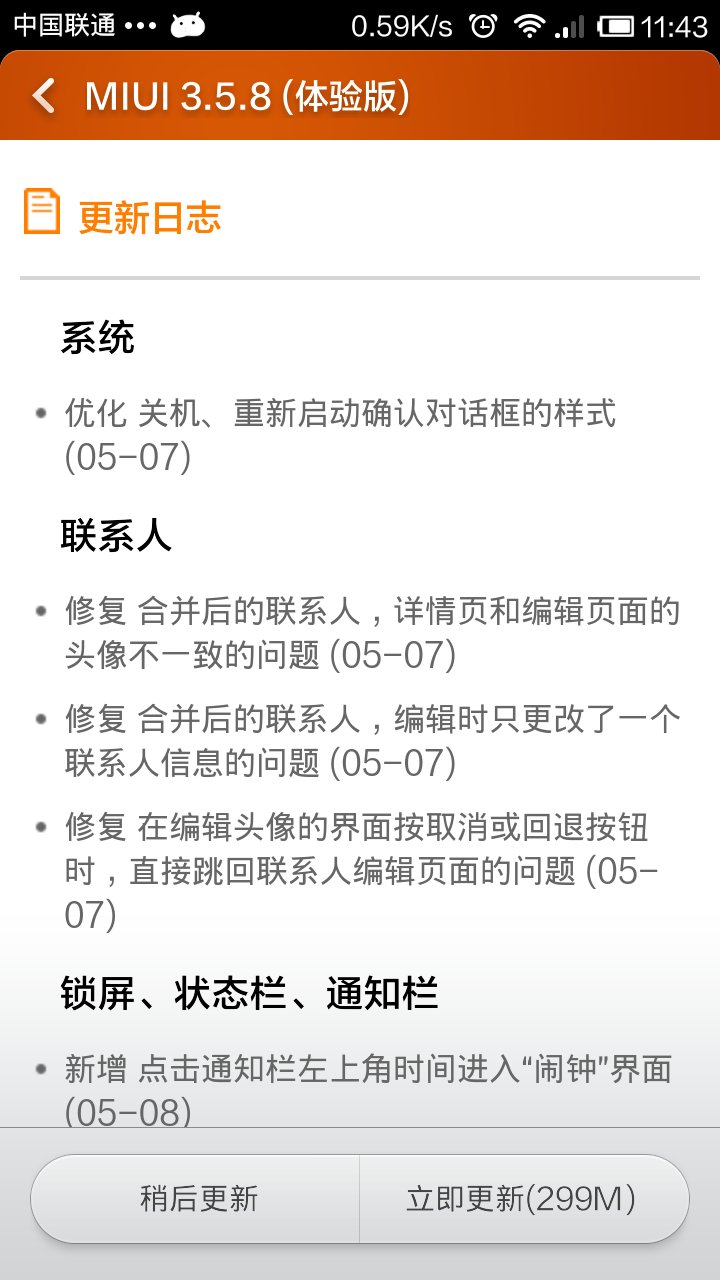 中国联通 ••• 0.59K/s 11:43
MIUI 3.5.8 (体验版)
更新日志
系统
• 优化 关机、重新启动确认对话框的样式
(05-07)
联系人
• 修复 合并后的联系人，详情页和编辑页面的
头像不一致的问题 (05-07)
• 修复 合并后的联系人，编辑时只更改了一个
联系人信息的问题 (05-07)
• 修复 在编辑头像的界面按取消或回退按钮
时，直接跳回联系人编辑页面的问题 (05-
07)
锁屏、状态栏、通知栏
• 新增 点击通知栏左上角时间进入“闹钟”界面
(05-08)
稍后更新 立即更新(299M)